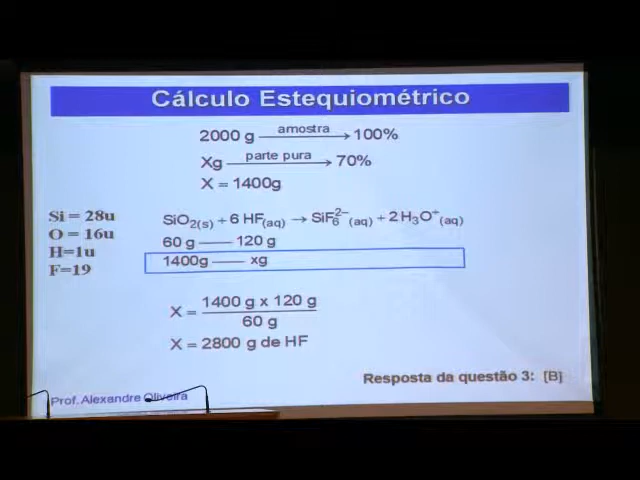 Cálculo Estequiométrico
2000 g amostra → 100%
Xg parte pura → 70%
X = 1400g
Si = 28u
O = 16u
H=1u
F=19
SiO₂(s) + 6 HF(aq) → SiF₆²⁻(aq) + 2 H₃O⁺(aq)
60 g —— 120 g
1400g —— xg
X = 1400 g x 120 g / 60 g
X = 2800 g de HF
Resposta da questão 3: [B]
Prof. Alexandre Oliveira